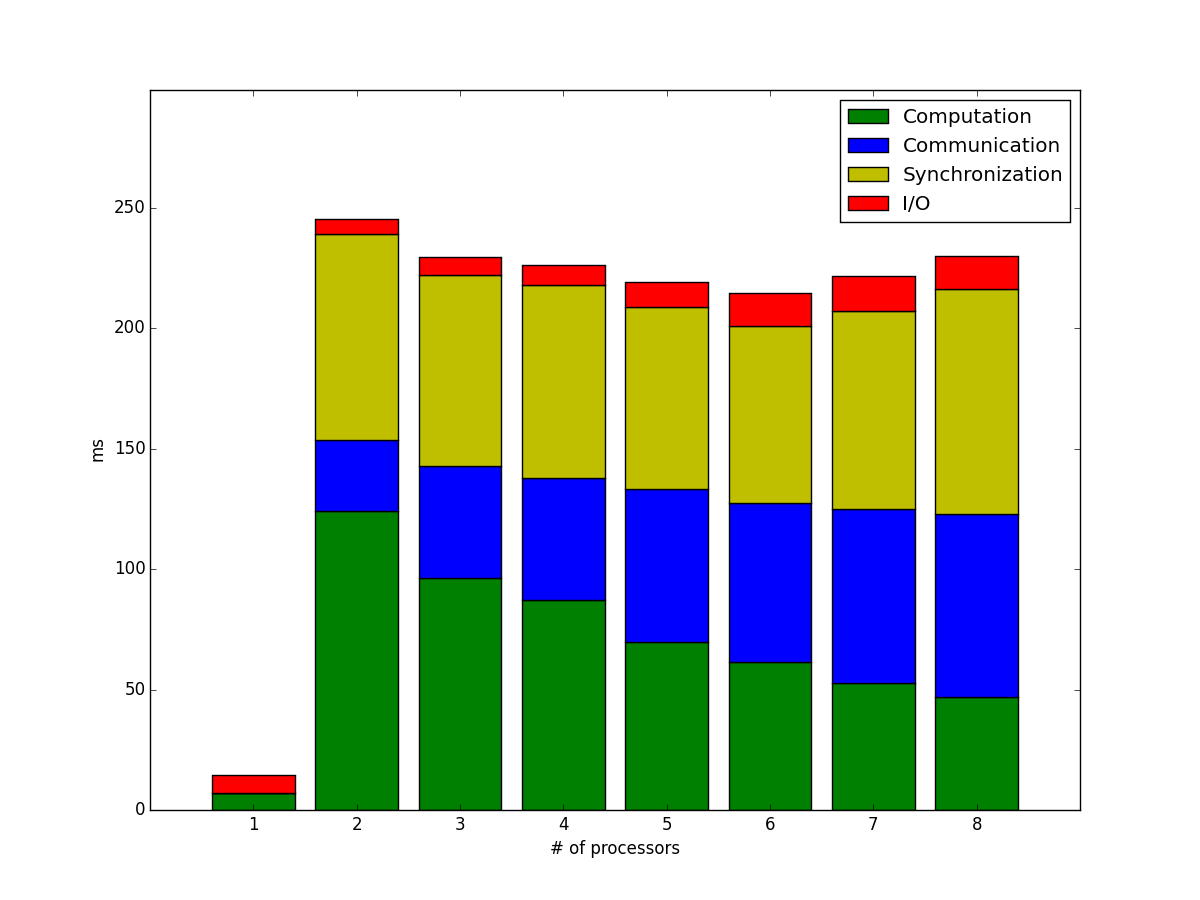 Computation
Communication
Synchronization
I/O
250
200
150
100
50
0
ms
1 2 3 4 5 6 7 8
# of processors